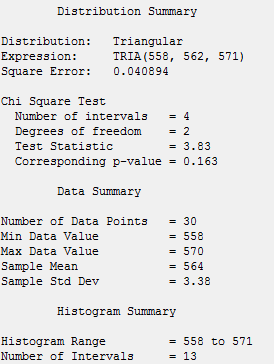 Distribution Summary
Distribution: Triangular
Expression: TRIA(558, 562, 571)
Square Error: 0.040894
Chi Square Test
Number of intervals = 4
Degrees of freedom = 2
Test Statistic = 3.83
Corresponding p-value = 0.163
Data Summary
Number of Data Points = 30
Min Data Value = 558
Max Data Value = 570
Sample Mean = 564
Sample Std Dev = 3.38
Histogram Summary
Histogram Range = 558 to 571
Number of Intervals = 13